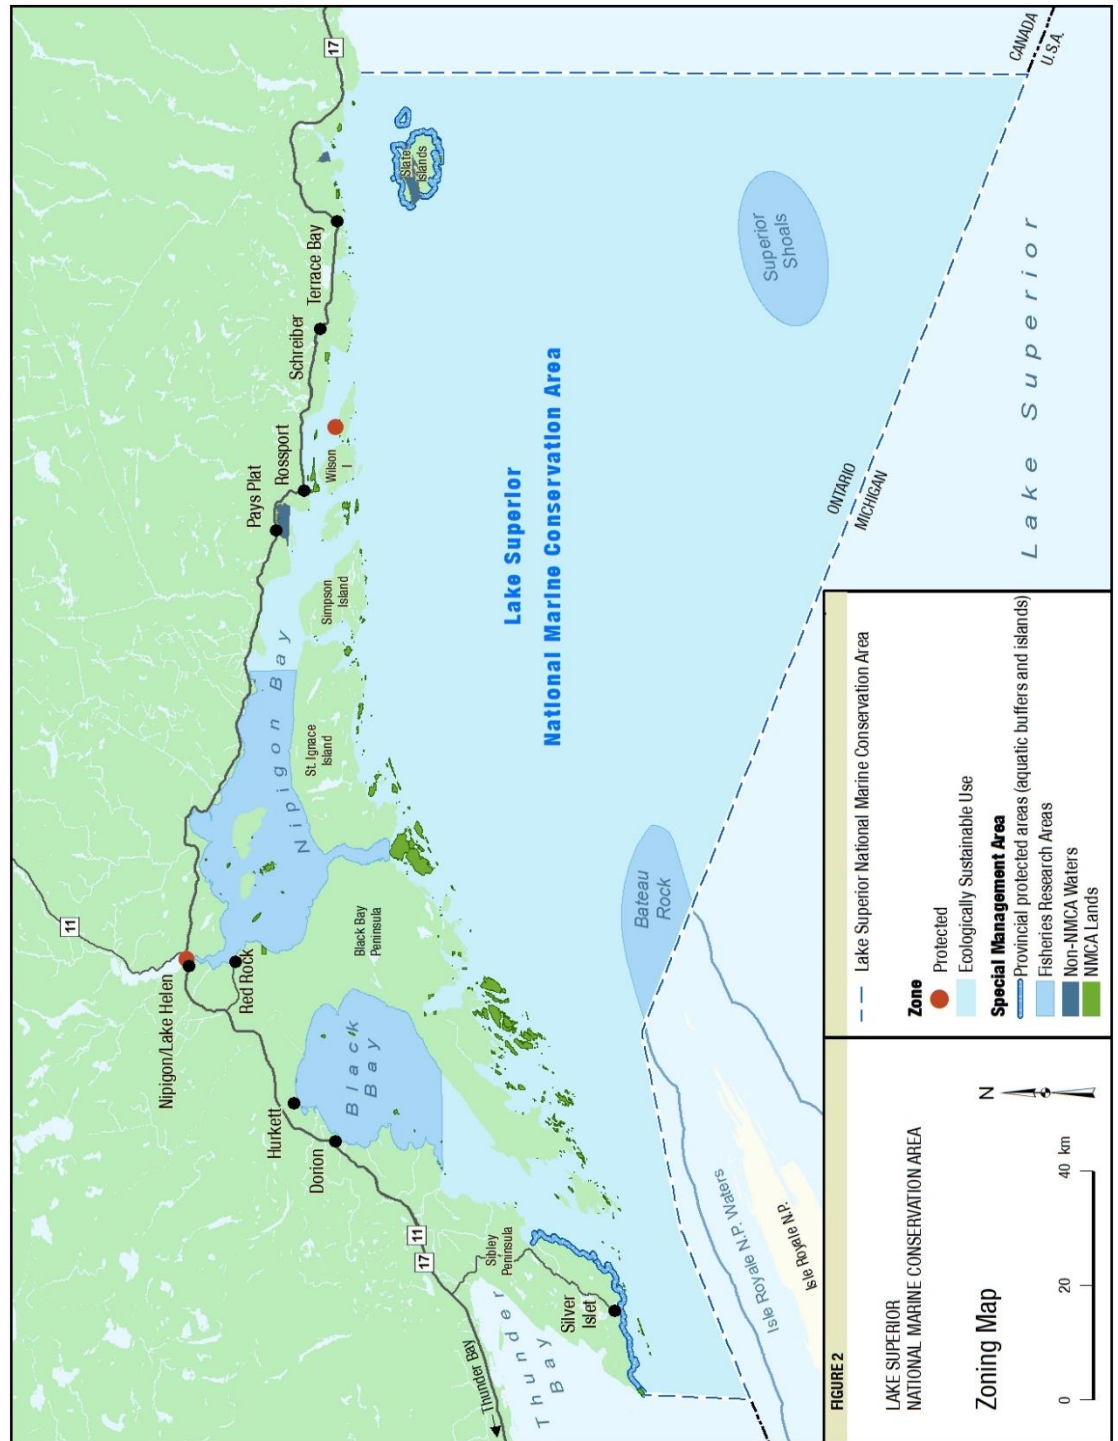 11
17
Nipigon/Lake Helen
Red Rock
Hurkett
Dorion
Pays Plat
Rossport
Schreiber
Terrace Bay
Nipigon Bay
Black
Bay
Black Bay
Peninsula
St. Ignace
Island
Simpson
Island
Wilson
I
Slate
Islands
11
17
Sibley
Peninsula
Thunder Bay
Thunder
Bay
Silver
Islet
Lake Superior
National Marine Conservation Area
Superior
Shoals
Bateau
Rock
ONTARIO
MICHIGAN
CANADA
U.S.A.
Lake Superior
Isle Royale N.P. Waters
Isle Royale N.P.
FIGURE 2
LAKE SUPERIOR
NATIONAL MARINE CONSERVATION AREA
Zoning Map
N
0 20 40 km
Lake Superior National Marine Conservation Area
Zone
Protected
Ecologically Sustainable Use
Special Management Area
Provincial protected areas (aquatic buffers and islands)
Fisheries Research Areas
Non-NMCA Waters
NMCA Lands